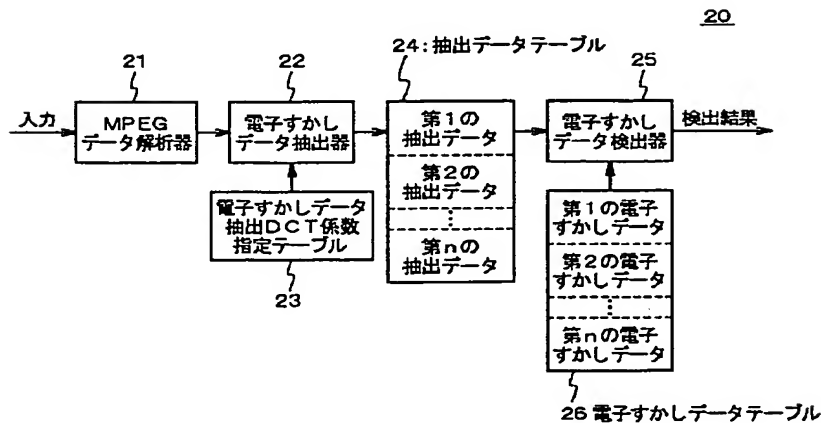 20
24:抽出データテーブル
21
22
25
入力
MPEG
データ解析器
電子すかし
データ抽出器
第1の
抽出データ
第2の
抽出データ
⋮
第nの
抽出データ
電子すかし
データ検出器
検出結果
電子すかしデータ
抽出DCT係数
指定テーブル
23
第1の電子
すかしデータ
第2の電子
すかしデータ
⋮
第nの電子
すかしデータ
26 電子すかしデータテーブル